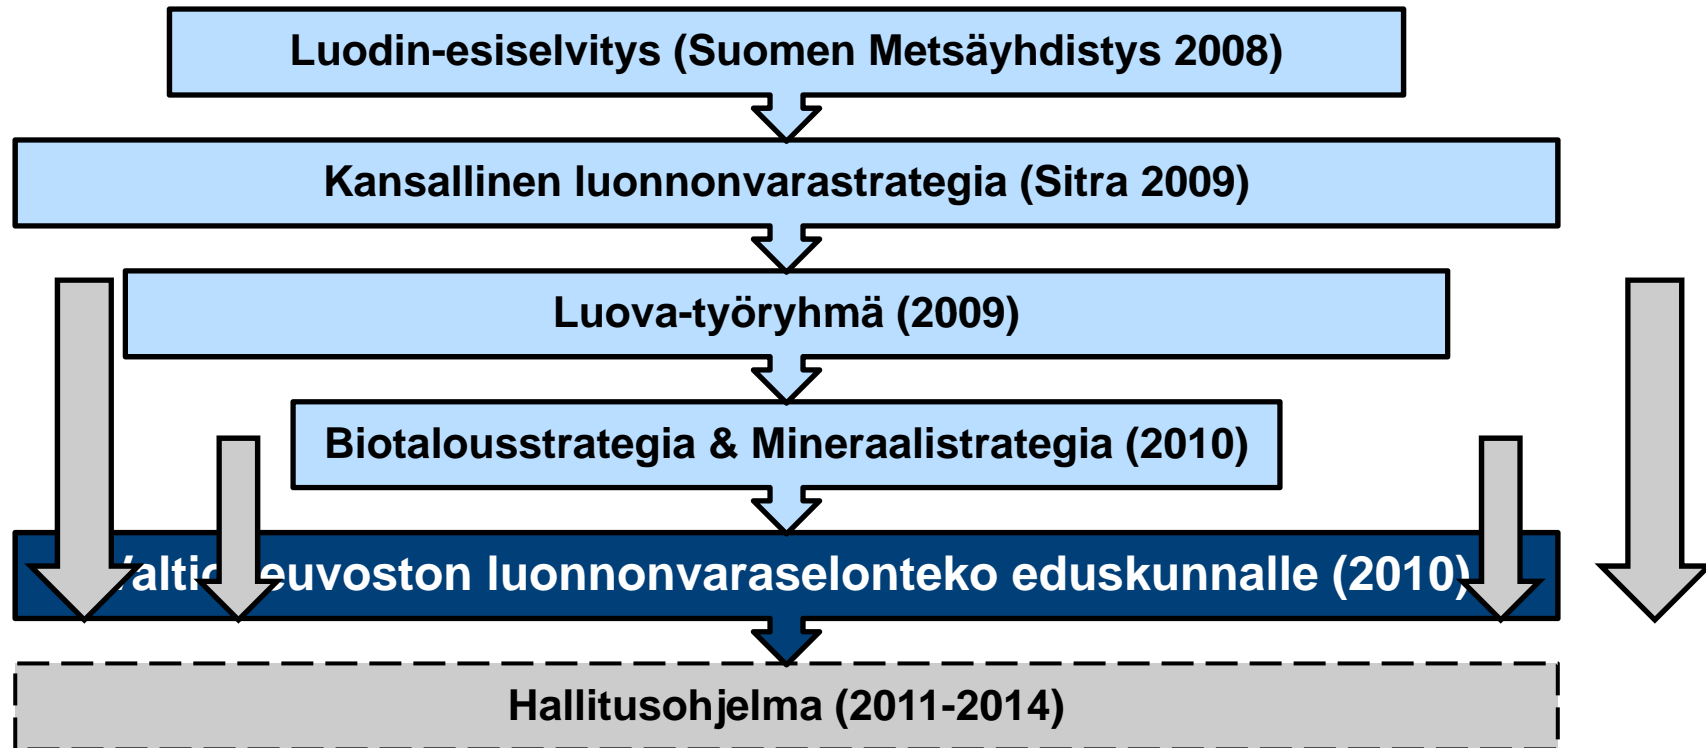 Luodin-esiselvitys (Suomen Metsäyhdistys 2008)
Kansallinen luonnonvarastrategia (Sitra 2009)
Luova-työryhmä (2009)
Biotalousstrategia & Mineraalistrategia (2010)
Valtioneuvoston luonnonvaraselonteko eduskunnalle (2010)
Hallitusohjelma (2011-2014)